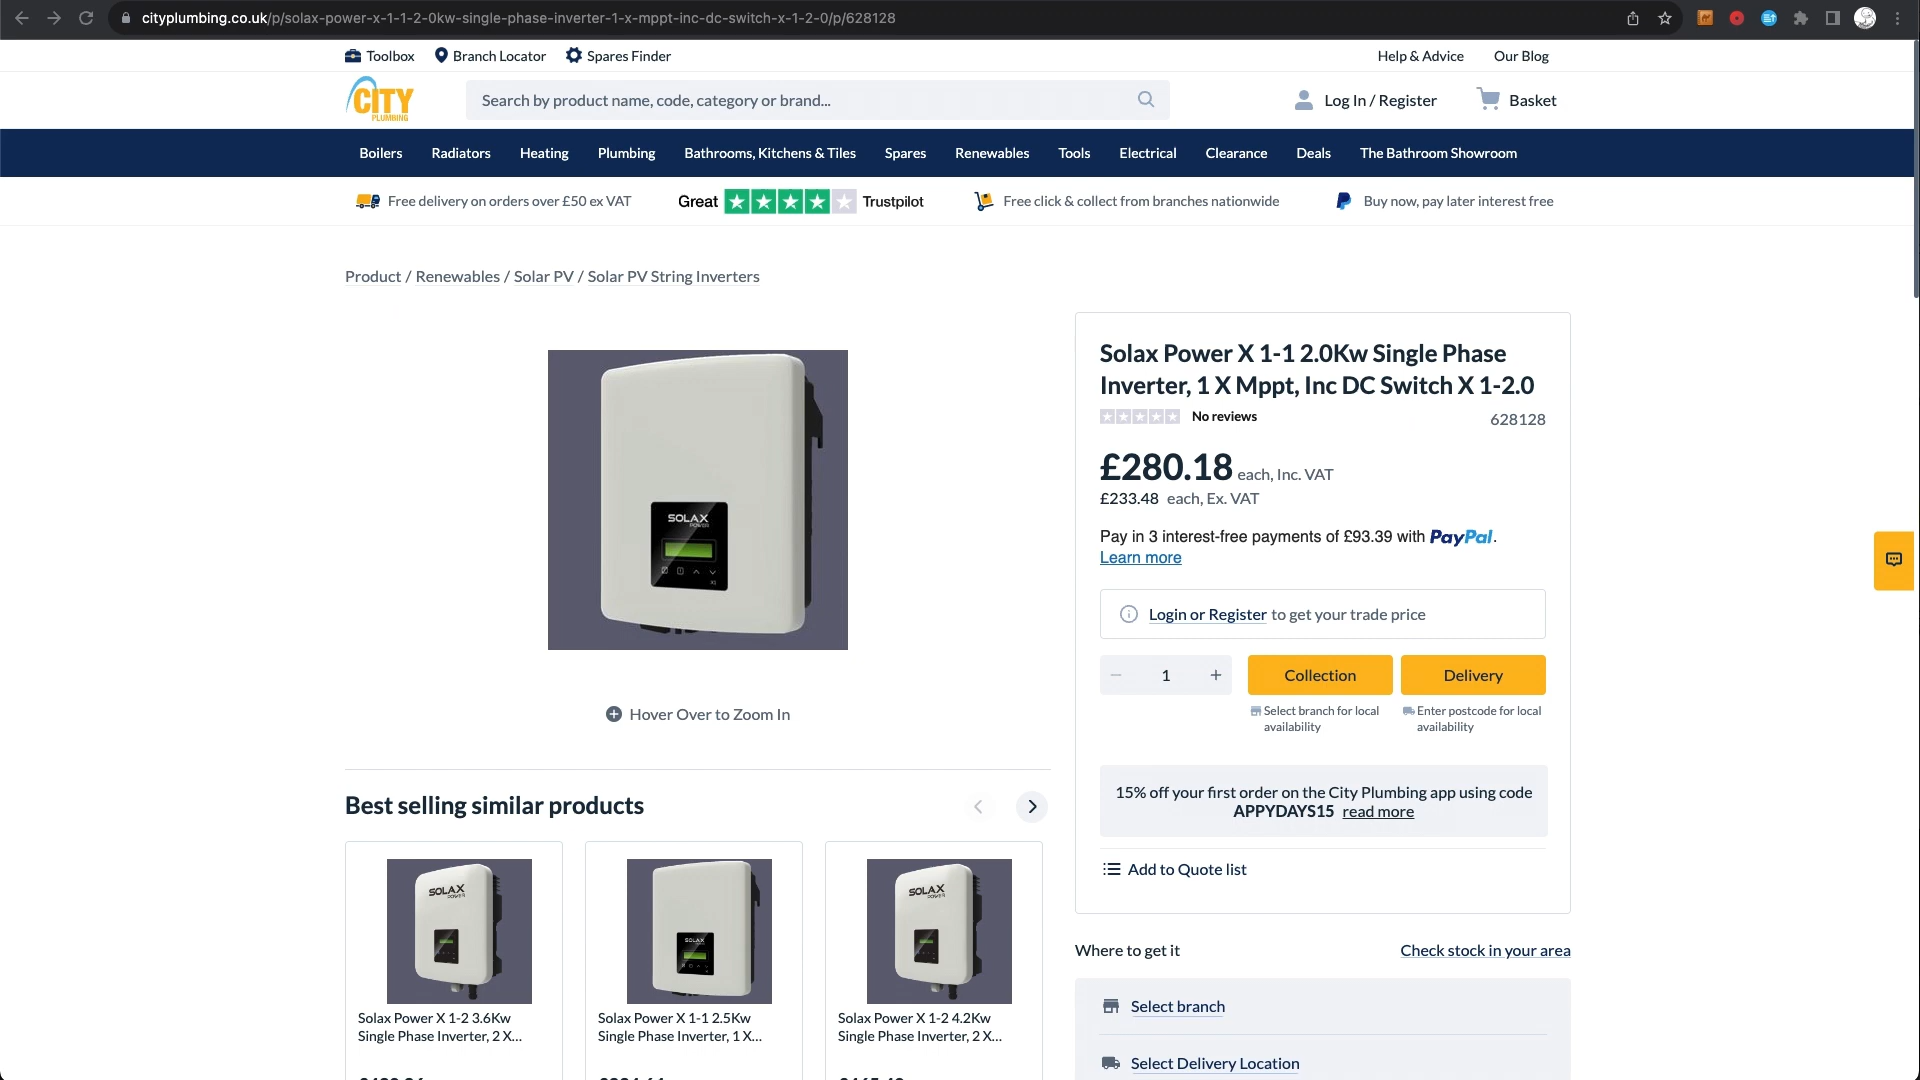 cityplumbing.co.uk/p/solax-power-x-1-1-2-0kw-single-phase-inverter-1-x-mppt-inc-dc-switch-x-1-2-0/p/628128
Toolbox
Branch Locator
Spares Finder
Help & Advice
Our Blog
CITY
PLUMBING
Search by product name, code, category or brand...
Log In / Register
Basket
Boilers
Radiators
Heating
Plumbing
Bathrooms, Kitchens & Tiles
Spares
Renewables
Tools
Electrical
Clearance
Deals
The Bathroom Showroom
Free delivery on orders over £50 ex VAT
Great
Trustpilot
Free click & collect from branches nationwide
Buy now, pay later interest free
Product / Renewables / Solar PV / Solar PV String Inverters
SOLAX
POWER
X1
Hover Over to Zoom In
Solax Power X 1-1 2.0Kw Single Phase
Inverter, 1 X Mppt, Inc DC Switch X 1-2.0
No reviews
628128
£280.18 each, Inc. VAT
£233.48 each, Ex. VAT
Pay in 3 interest-free payments of £93.39 with PayPal.
Learn more
Login or Register to get your trade price
1
Collection
Delivery
Select branch for local
availability
Enter postcode for local
availability
15% off your first order on the City Plumbing app using code
APPYDAYS15 read more
Add to Quote list
Where to get it
Check stock in your area
Select branch
Select Delivery Location
Best selling similar products
SOLAX
POWER
Solax Power X 1-2 3.6Kw
Single Phase Inverter, 2 X...
SOLAX
Solax Power X 1-1 2.5Kw
Single Phase Inverter, 1 X...
SOLAX
POWER
Solax Power X 1-2 4.2Kw
Single Phase Inverter, 2 X...